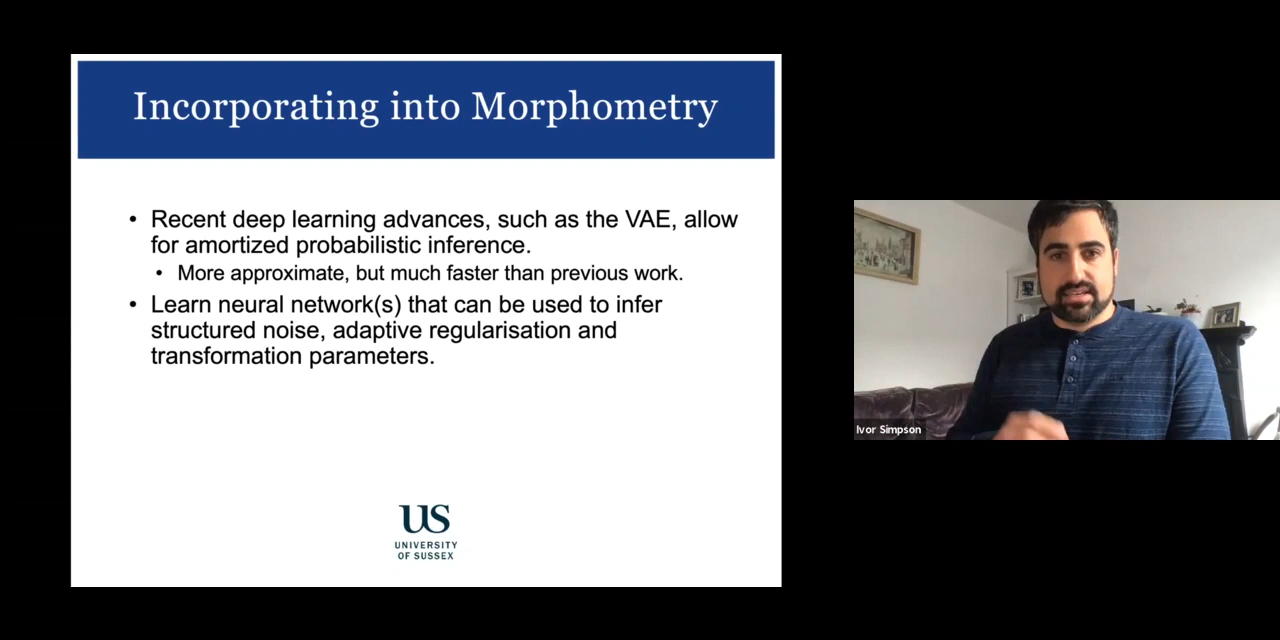 Incorporating into Morphometry
• Recent deep learning advances, such as the VAE, allow
for amortized probabilistic inference.
• More approximate, but much faster than previous work.
• Learn neural network(s) that can be used to infer
structured noise, adaptive regularisation and
transformation parameters.
US
UNIVERSITY
OF SUSSEX
Ivor Simpson